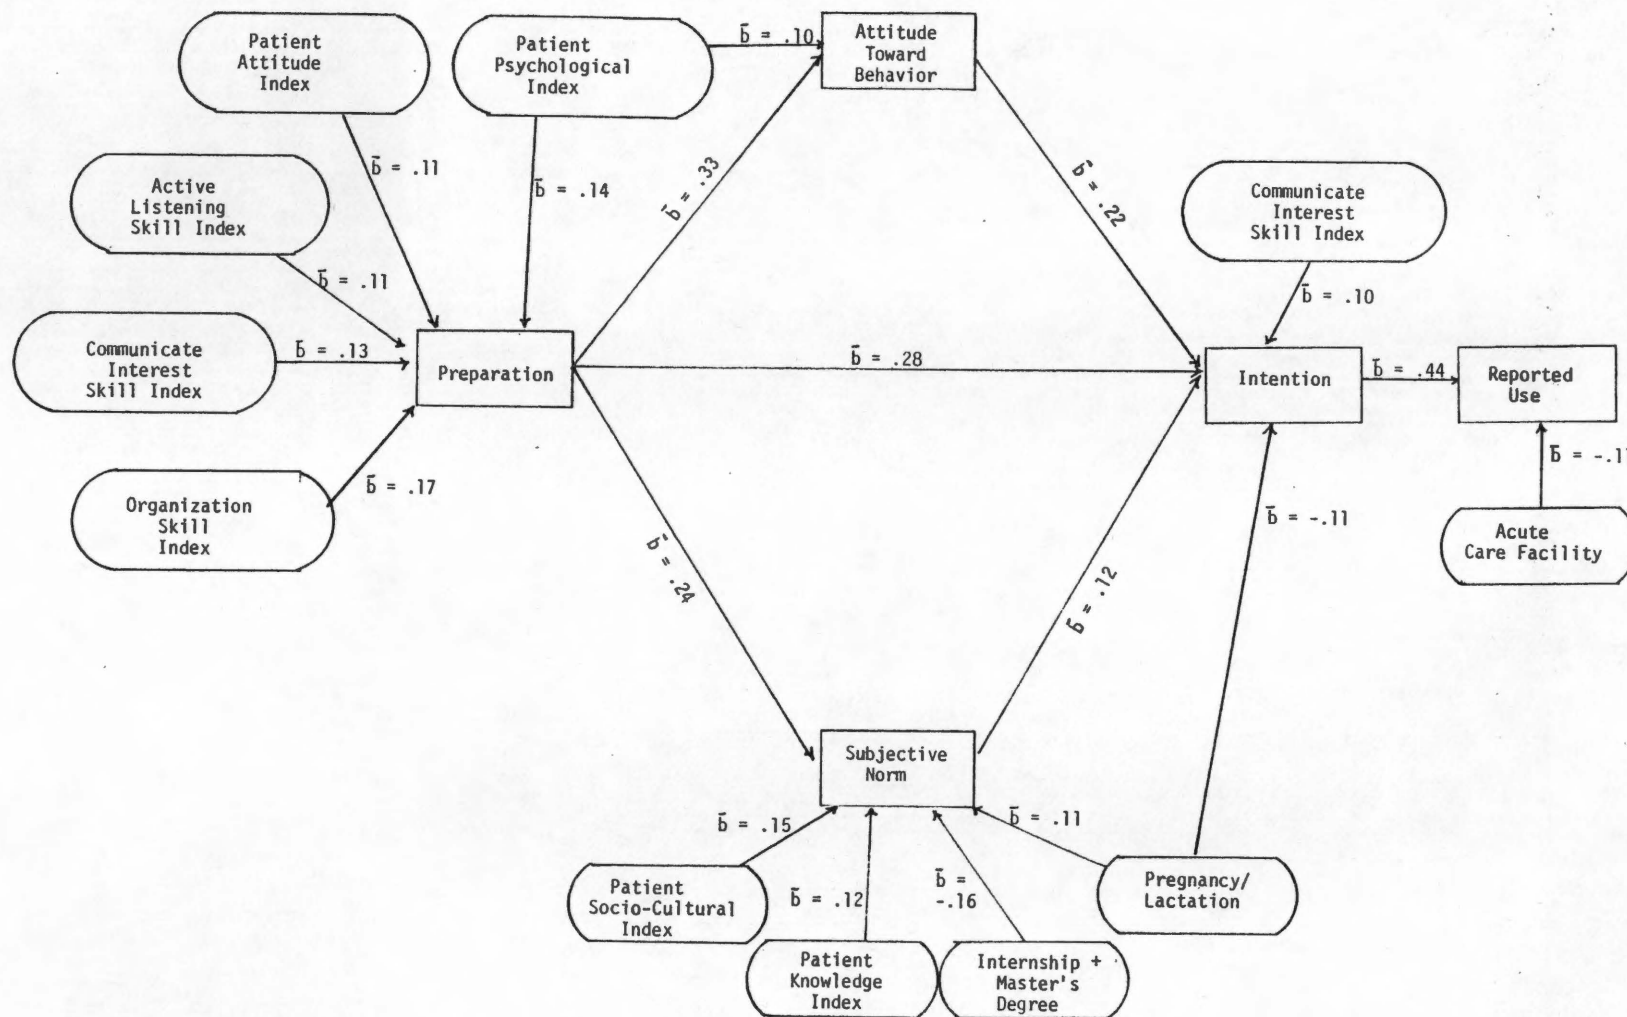 Patient
Attitude
Index
Patient
Psychological
Index
b̄ = .10
Attitude
Toward
Behavior
b̄ = .11
b̄ = .14
b̄ = .33
b̄ = .22
Active
Listening
Skill Index
b̄ = .11
Communicate
Interest
Skill Index
b̄ = .10
Communicate
Interest
Skill Index
b̄ = .13
Preparation
b̄ = .28
Intention
b̄ = .44
Reported
Use
Organization
Skill
Index
b̄ = .17
b̄ = .24
b̄ = .12
b̄ = -.11
b̄ = -.1
Acute
Care Facility
Subjective
Norm
b̄ = .15
b̄ = .12
b̄ =
-.16
b̄ = .11
Patient
Socio-Cultural
Index
Patient
Knowledge
Index
Internship +
Master's
Degree
Pregnancy/
Lactation